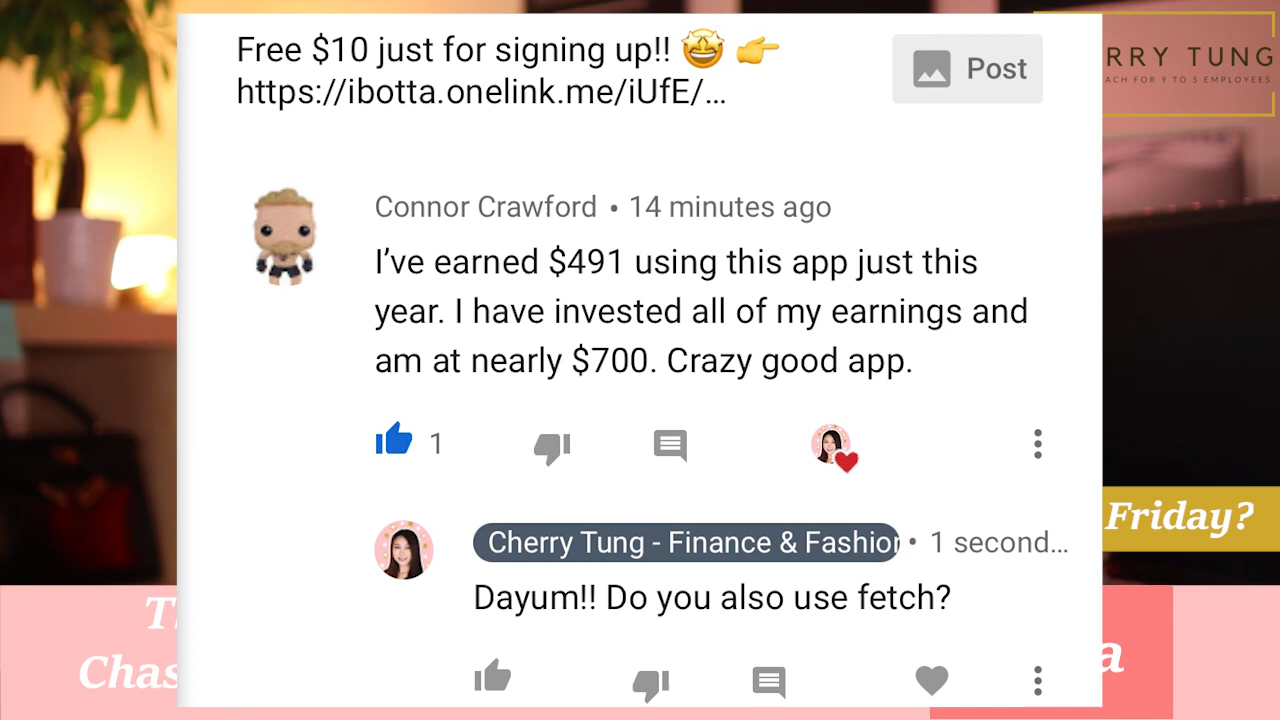 Free $10 just for signing up!! 🤩 👉
https://ibotta.onelink.me/iUfE/...
Post
RRY TUNG
ACH FOR 9 TO 5 EMPLOYEES
Connor Crawford • 14 minutes ago
I’ve earned $491 using this app just this
year. I have invested all of my earnings and
am at nearly $700. Crazy good app.
1
Cherry Tung - Finance & Fashion • 1 second...
Dayum!! Do you also use fetch?
Friday?
Chas
a